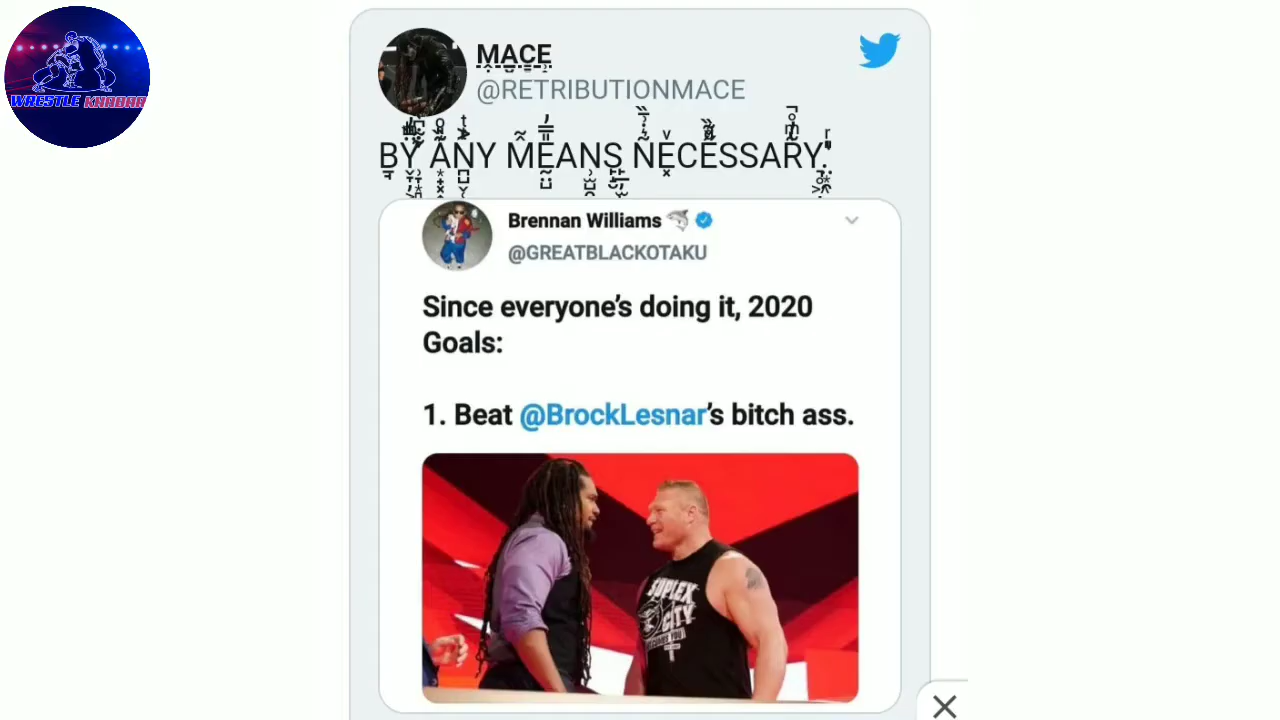 WRESTLE KHABAR
MACE
@RETRIBUTIONMACE
BY ANY MEANS NECESSARY.
Brennan Williams
@GREATBLACKOTAKU
Since everyone's doing it, 2020
Goals:
1. Beat @BrockLesnar's bitch ass.
SUPLEX
CITY